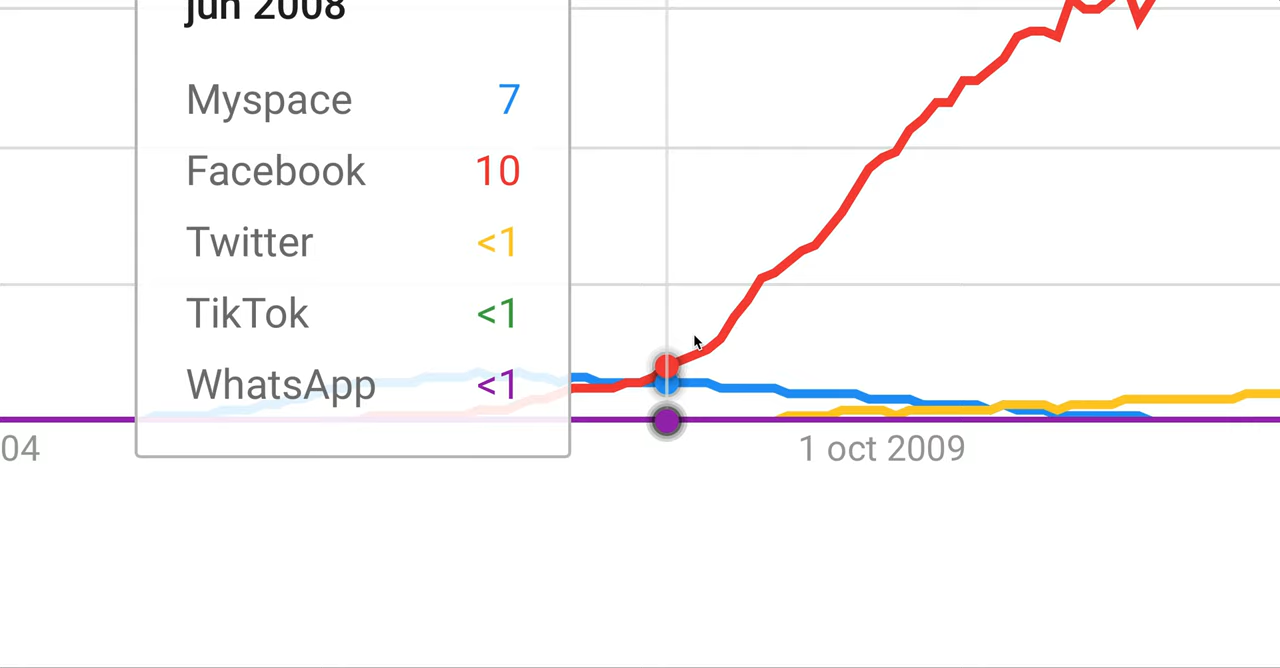 jun 2008
Myspace 7
Facebook 10
Twitter <1
TikTok <1
WhatsApp <1
04 1 oct 2009